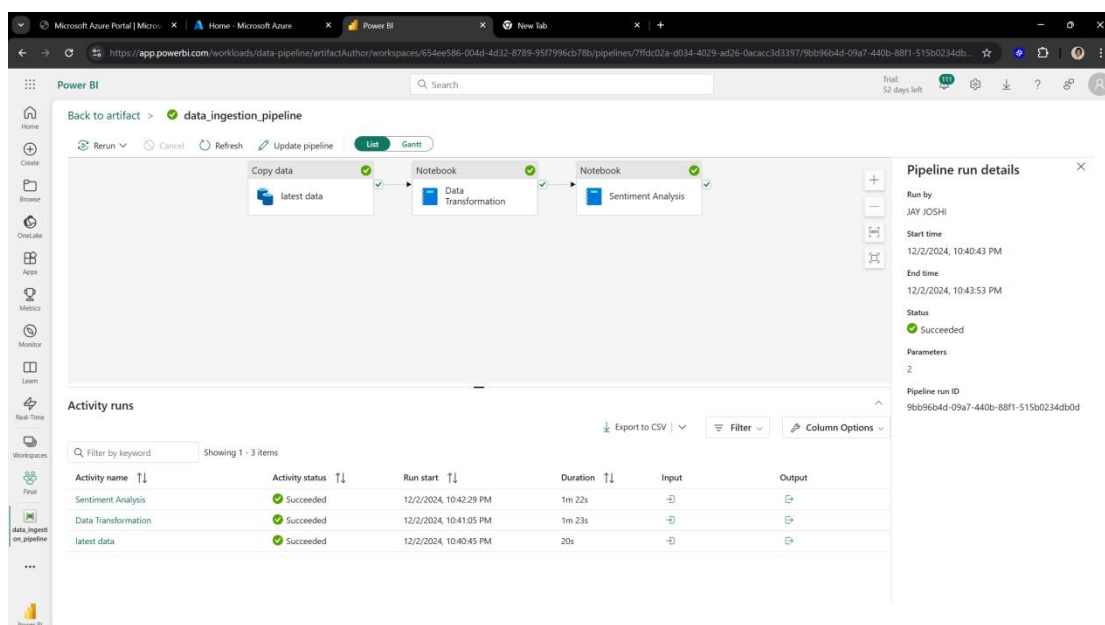 Microsoft Azure Portal | Micros
Home - Microsoft Azure
Power BI
New Tab
https://app.powerbi.com/workloads/data-pipeline/artifactAuthor/workspaces/654ee586-004d-4d32-8789-95f7996cb78b/pipelines/7ffdc02a-d034-4029-ad26-0acacc3d3397/9bb96b4d-09a7-440b-88f1-515b0234db...
Power BI
Search
Trial:
52 days left
111
Home
Create
Browse
OneLake
Apps
Metrics
Monitor
Learn
Real-Time
Workspaces
Final
data_ingesti
on_pipeline
Power BI
Back to artifact > data_ingestion_pipeline
Rerun Cancel Refresh Update pipeline List Gantt
Copy data
latest data
Notebook
Data
Transformation
Notebook
Sentiment Analysis
Pipeline run details
Run by
JAY JOSHI
Start time
12/2/2024, 10:40:43 PM
End time
12/2/2024, 10:43:53 PM
Status
Succeeded
Parameters
2
Pipeline run ID
9bb96b4d-09a7-440b-88f1-515b0234db0d
Activity runs
Export to CSV Filter Column Options
Filter by keyword Showing 1 - 3 items
Activity name Activity status Run start Duration Input Output
Sentiment Analysis Succeeded 12/2/2024, 10:42:29 PM 1m 22s
Data Transformation Succeeded 12/2/2024, 10:41:05 PM 1m 23s
latest data Succeeded 12/2/2024, 10:40:45 PM 20s